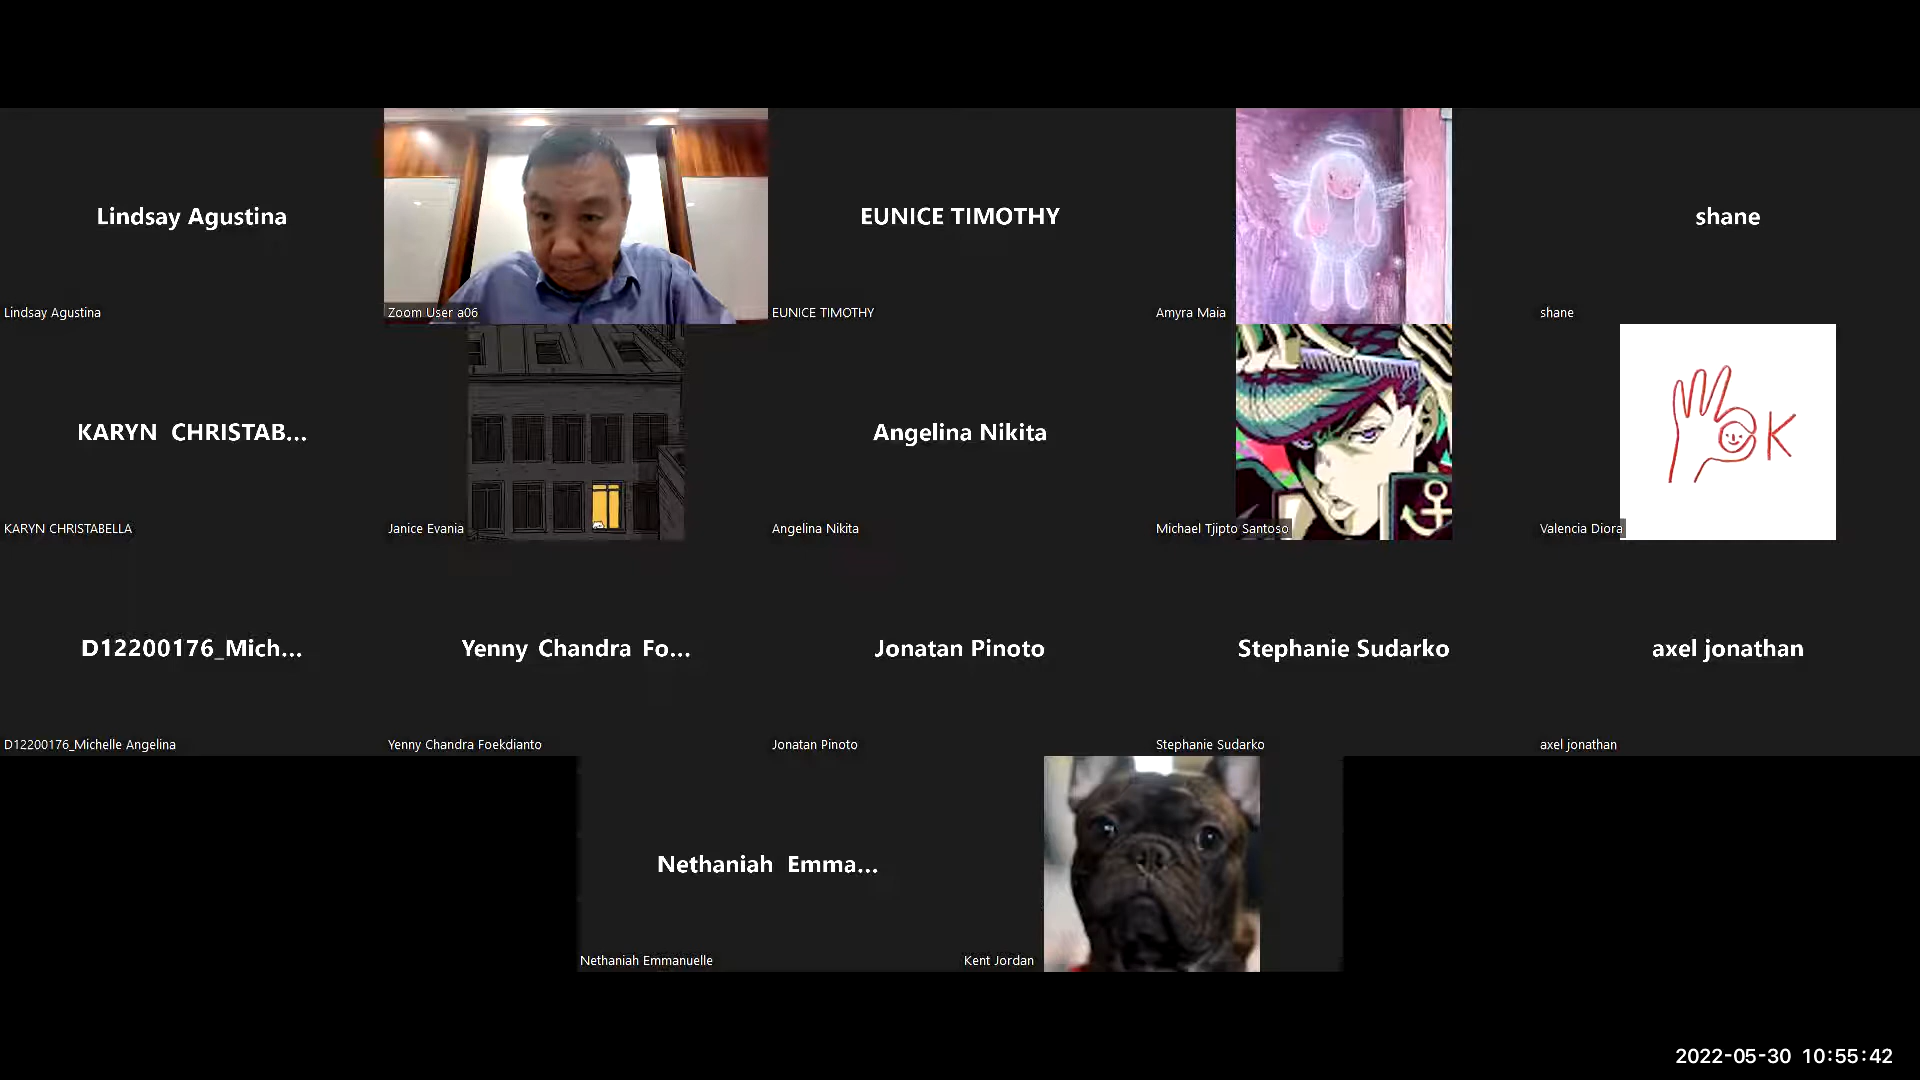 Lindsay Agustina
Lindsay Agustina
Zoom User a06
EUNICE TIMOTHY
EUNICE TIMOTHY
Amyra Maia
shane
shane
KARYN CHRISTAB...
KARYN CHRISTABELLA
Janice Evania
Angelina Nikita
Angelina Nikita
Michael Tjipto Santoso
K
Valencia Diora
D12200176_Mich...
D12200176_Michelle Angelina
Yenny Chandra Fo...
Yenny Chandra Foekdianto
Jonatan Pinoto
Jonatan Pinoto
Stephanie Sudarko
Stephanie Sudarko
axel jonathan
axel jonathan
Nethaniah Emma...
Nethaniah Emmanuelle
Kent Jordan
2022-05-30 10:55:42